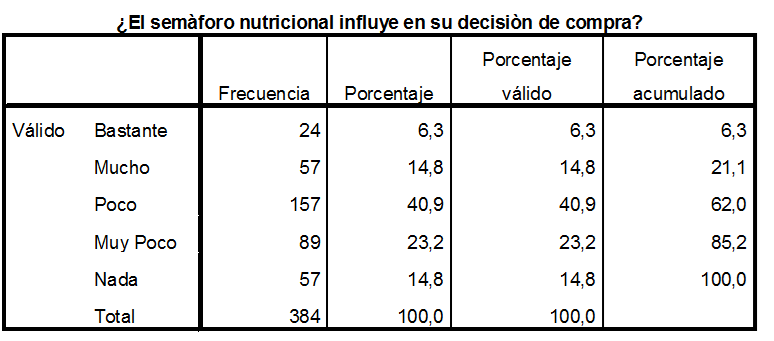 ¿El semàforo nutricional influye en su decisiòn de compra?
Frecuencia Porcentaje Porcentaje válido Porcentaje acumulado
Válido Bastante 24 6,3 6,3 6,3
Mucho 57 14,8 14,8 21,1
Poco 157 40,9 40,9 62,0
Muy Poco 89 23,2 23,2 85,2
Nada 57 14,8 14,8 100,0
Total 384 100,0 100,0